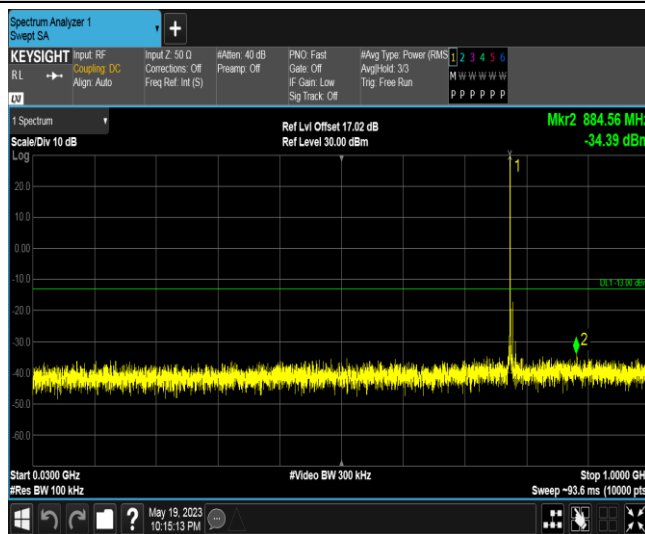 Spectrum Analyzer 1
Swept SA
+
KEYSIGHT Input: RF Input Z: 50 Ω #Atten: 40 dB PNO: Fast #Avg Type: Power (RMS 1 2 3 4 5 6
R L Coupling: DC Corrections: Off Preamp: Off Gate: Off Avg|Hold: 3/3 M W W W W W
Align: Auto Freq Ref: Int (S) IF Gain: Low Trig: Free Run
Sig Track: Off P P P P P P
LXI
1 Spectrum Ref Lvl Offset 17.02 dB Mkr2 884.56 MHz
Scale/Div 10 dB Ref Level 30.00 dBm -34.39 dBm
Log
1
20.0
10.0
0.00
-10.0
DL1 -13.00 dBm
-20.0
-30.0
2
-40.0
-50.0
-60.0
Start 0.0300 GHz #Video BW 300 kHz Stop 1.0000 GH
#Res BW 100 kHz Sweep ~93.6 ms (10000 pts
? May 19, 2023
10:15:13 PM